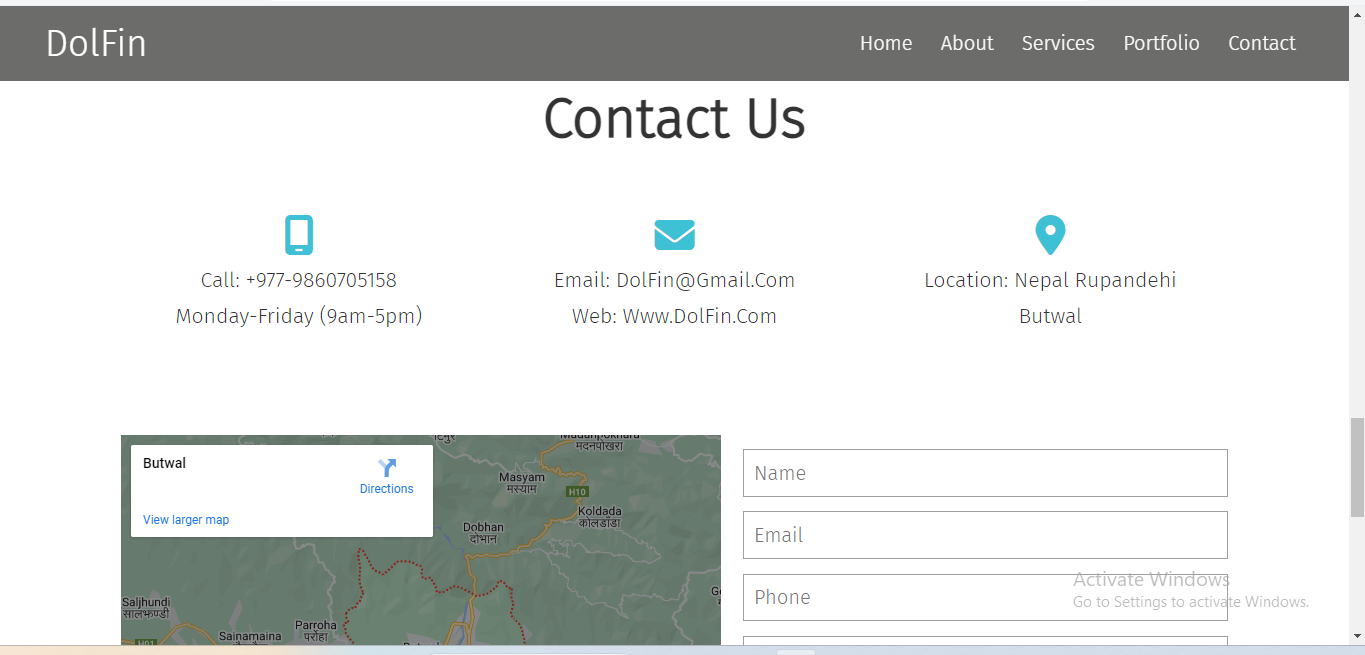 DolFin
Home About Services Portfolio Contact
Contact Us
Call: +977-9860705158
Monday-Friday (9am-5pm)
Email: DolFin@Gmail.Com
Web: Www.DolFin.Com
Location: Nepal Rupandehi
Butwal
Butwal
Directions
View larger map
Masyam
मस्याम
H10
Koldada
कोलडाँडा
Dobhan
दोभान
मदनपोखरा
Saljhundi
सालझण्डी
Sainamaina
Parroha
पर्रोहा
Name
Email
Phone
Activate Windows
Go to Settings to activate Windows.